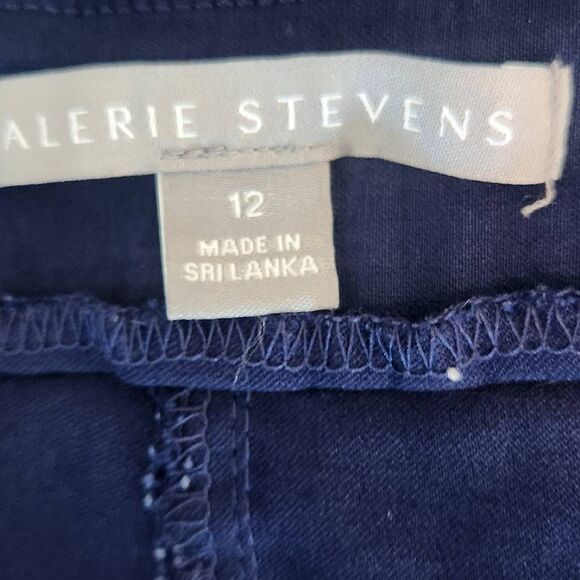 ALERIE STEVENS
12
MADE IN
SRI LANKA